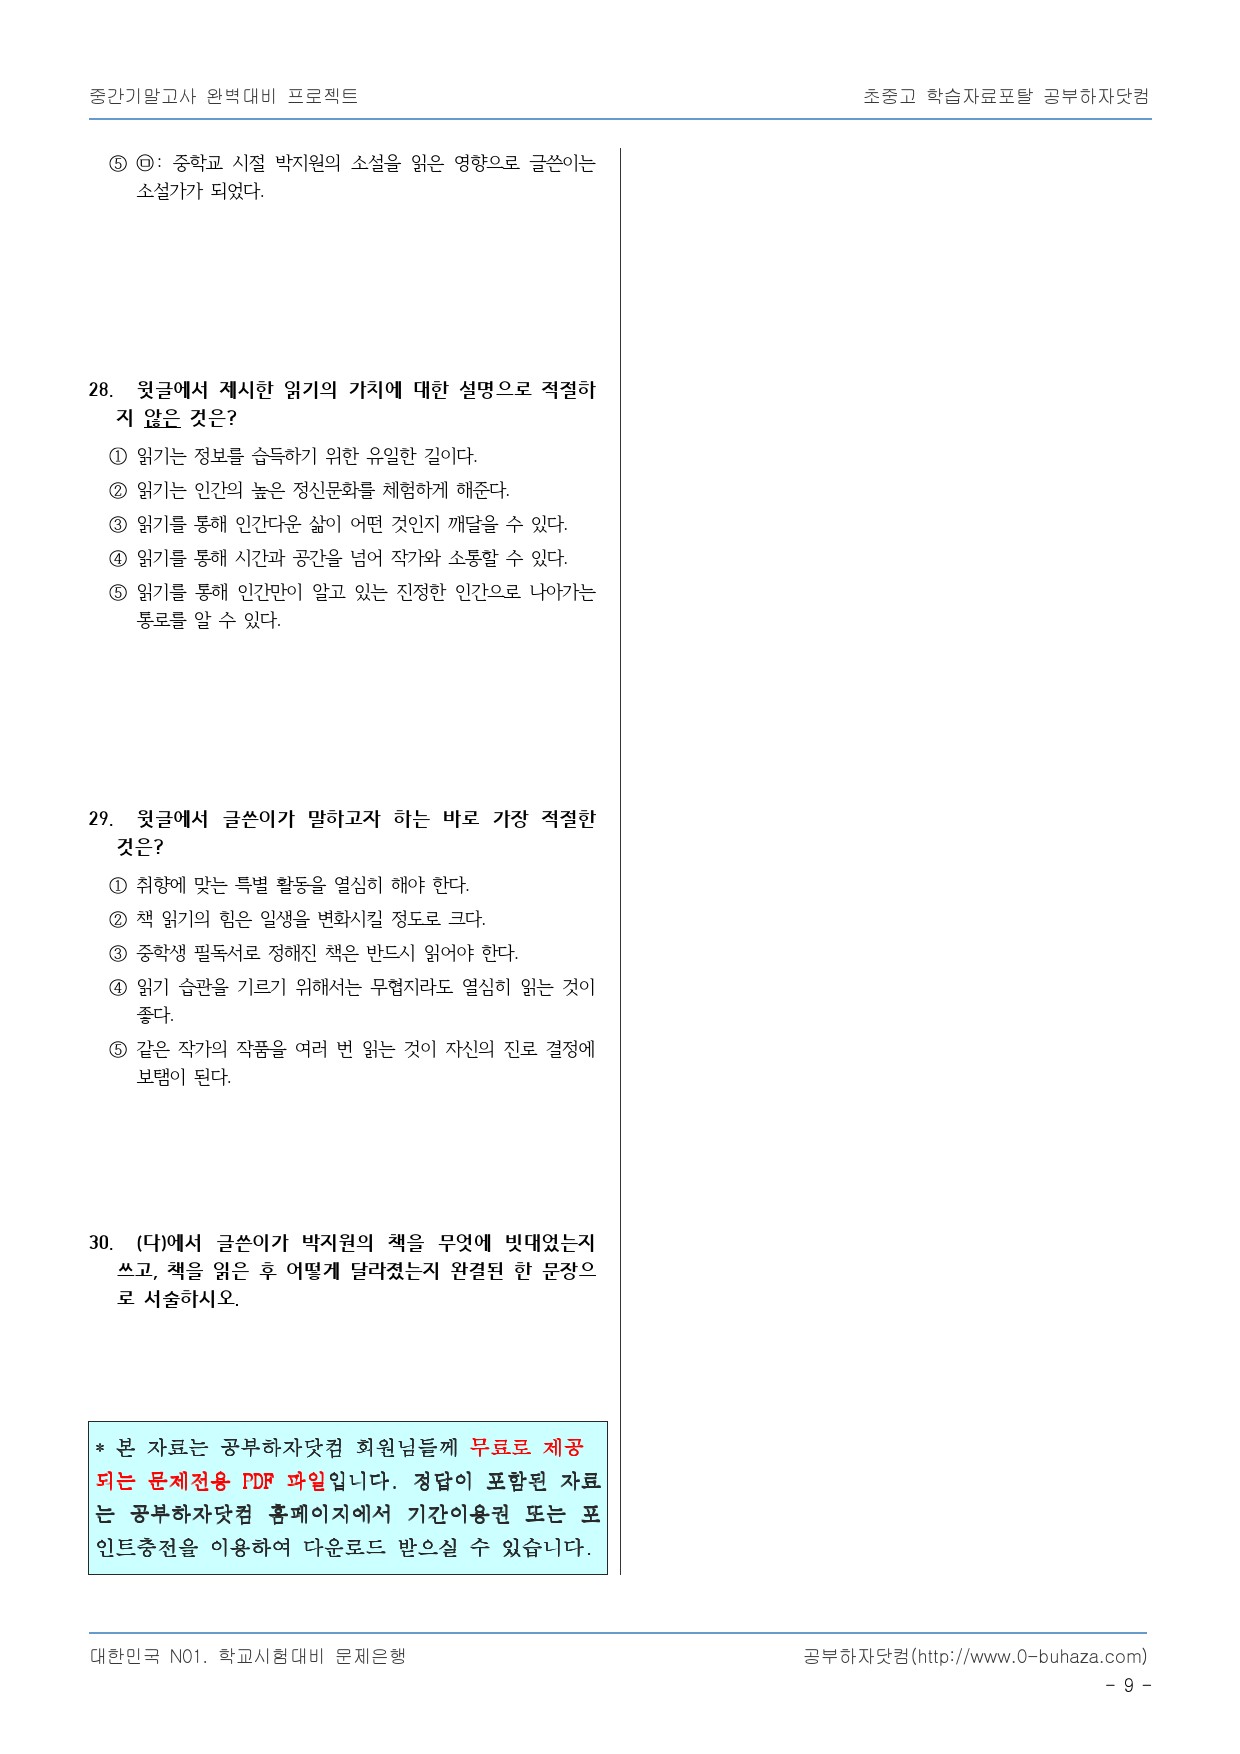 중간기말고사 완벽대비 프로젝트
초중고 학습자료포탈 공부하자닷컴
⑤ ㉤: 중학교 시절 박지원의 소설을 읽은 영향으로 글쓴이는
소설가가 되었다.
28. 윗글에서 제시한 읽기의 가치에 대한 설명으로 적절하
지 않은 것은?
① 읽기는 정보를 습득하기 위한 유일한 길이다.
② 읽기는 인간의 높은 정신문화를 체험하게 해준다.
③ 읽기를 통해 인간다운 삶이 어떤 것인지 깨달을 수 있다.
④ 읽기를 통해 시간과 공간을 넘어 작가와 소통할 수 있다.
⑤ 읽기를 통해 인간만이 알고 있는 진정한 인간으로 나아가는
통로를 알 수 있다.
29. 윗글에서 글쓴이가 말하고자 하는 바로 가장 적절한
것은?
① 취향에 맞는 특별 활동을 열심히 해야 한다.
② 책 읽기의 힘은 일생을 변화시킬 정도로 크다.
③ 중학생 필독서로 정해진 책은 반드시 읽어야 한다.
④ 읽기 습관을 기르기 위해서는 무협지라도 열심히 읽는 것이
좋다.
⑤ 같은 작가의 작품을 여러 번 읽는 것이 자신의 진로 결정에
보탬이 된다.
30. (다)에서 글쓴이가 박지원의 책을 무엇에 빗대었는지
쓰고, 책을 읽은 후 어떻게 달라졌는지 완결된 한 문장으
로 서술하시오.
* 본 자료는 공부하자닷컴 회원님들께 무료로 제공
되는 문제전용 PDF 파일입니다. 정답이 포함된 자료
는 공부하자닷컴 홈페이지에서 기간이용권 또는 포
인트충전을 이용하여 다운로드 받으실 수 있습니다.
대한민국 N01. 학교시험대비 문제은행
공부하자닷컴(http://www.0-buhaza.com)
- 9 -